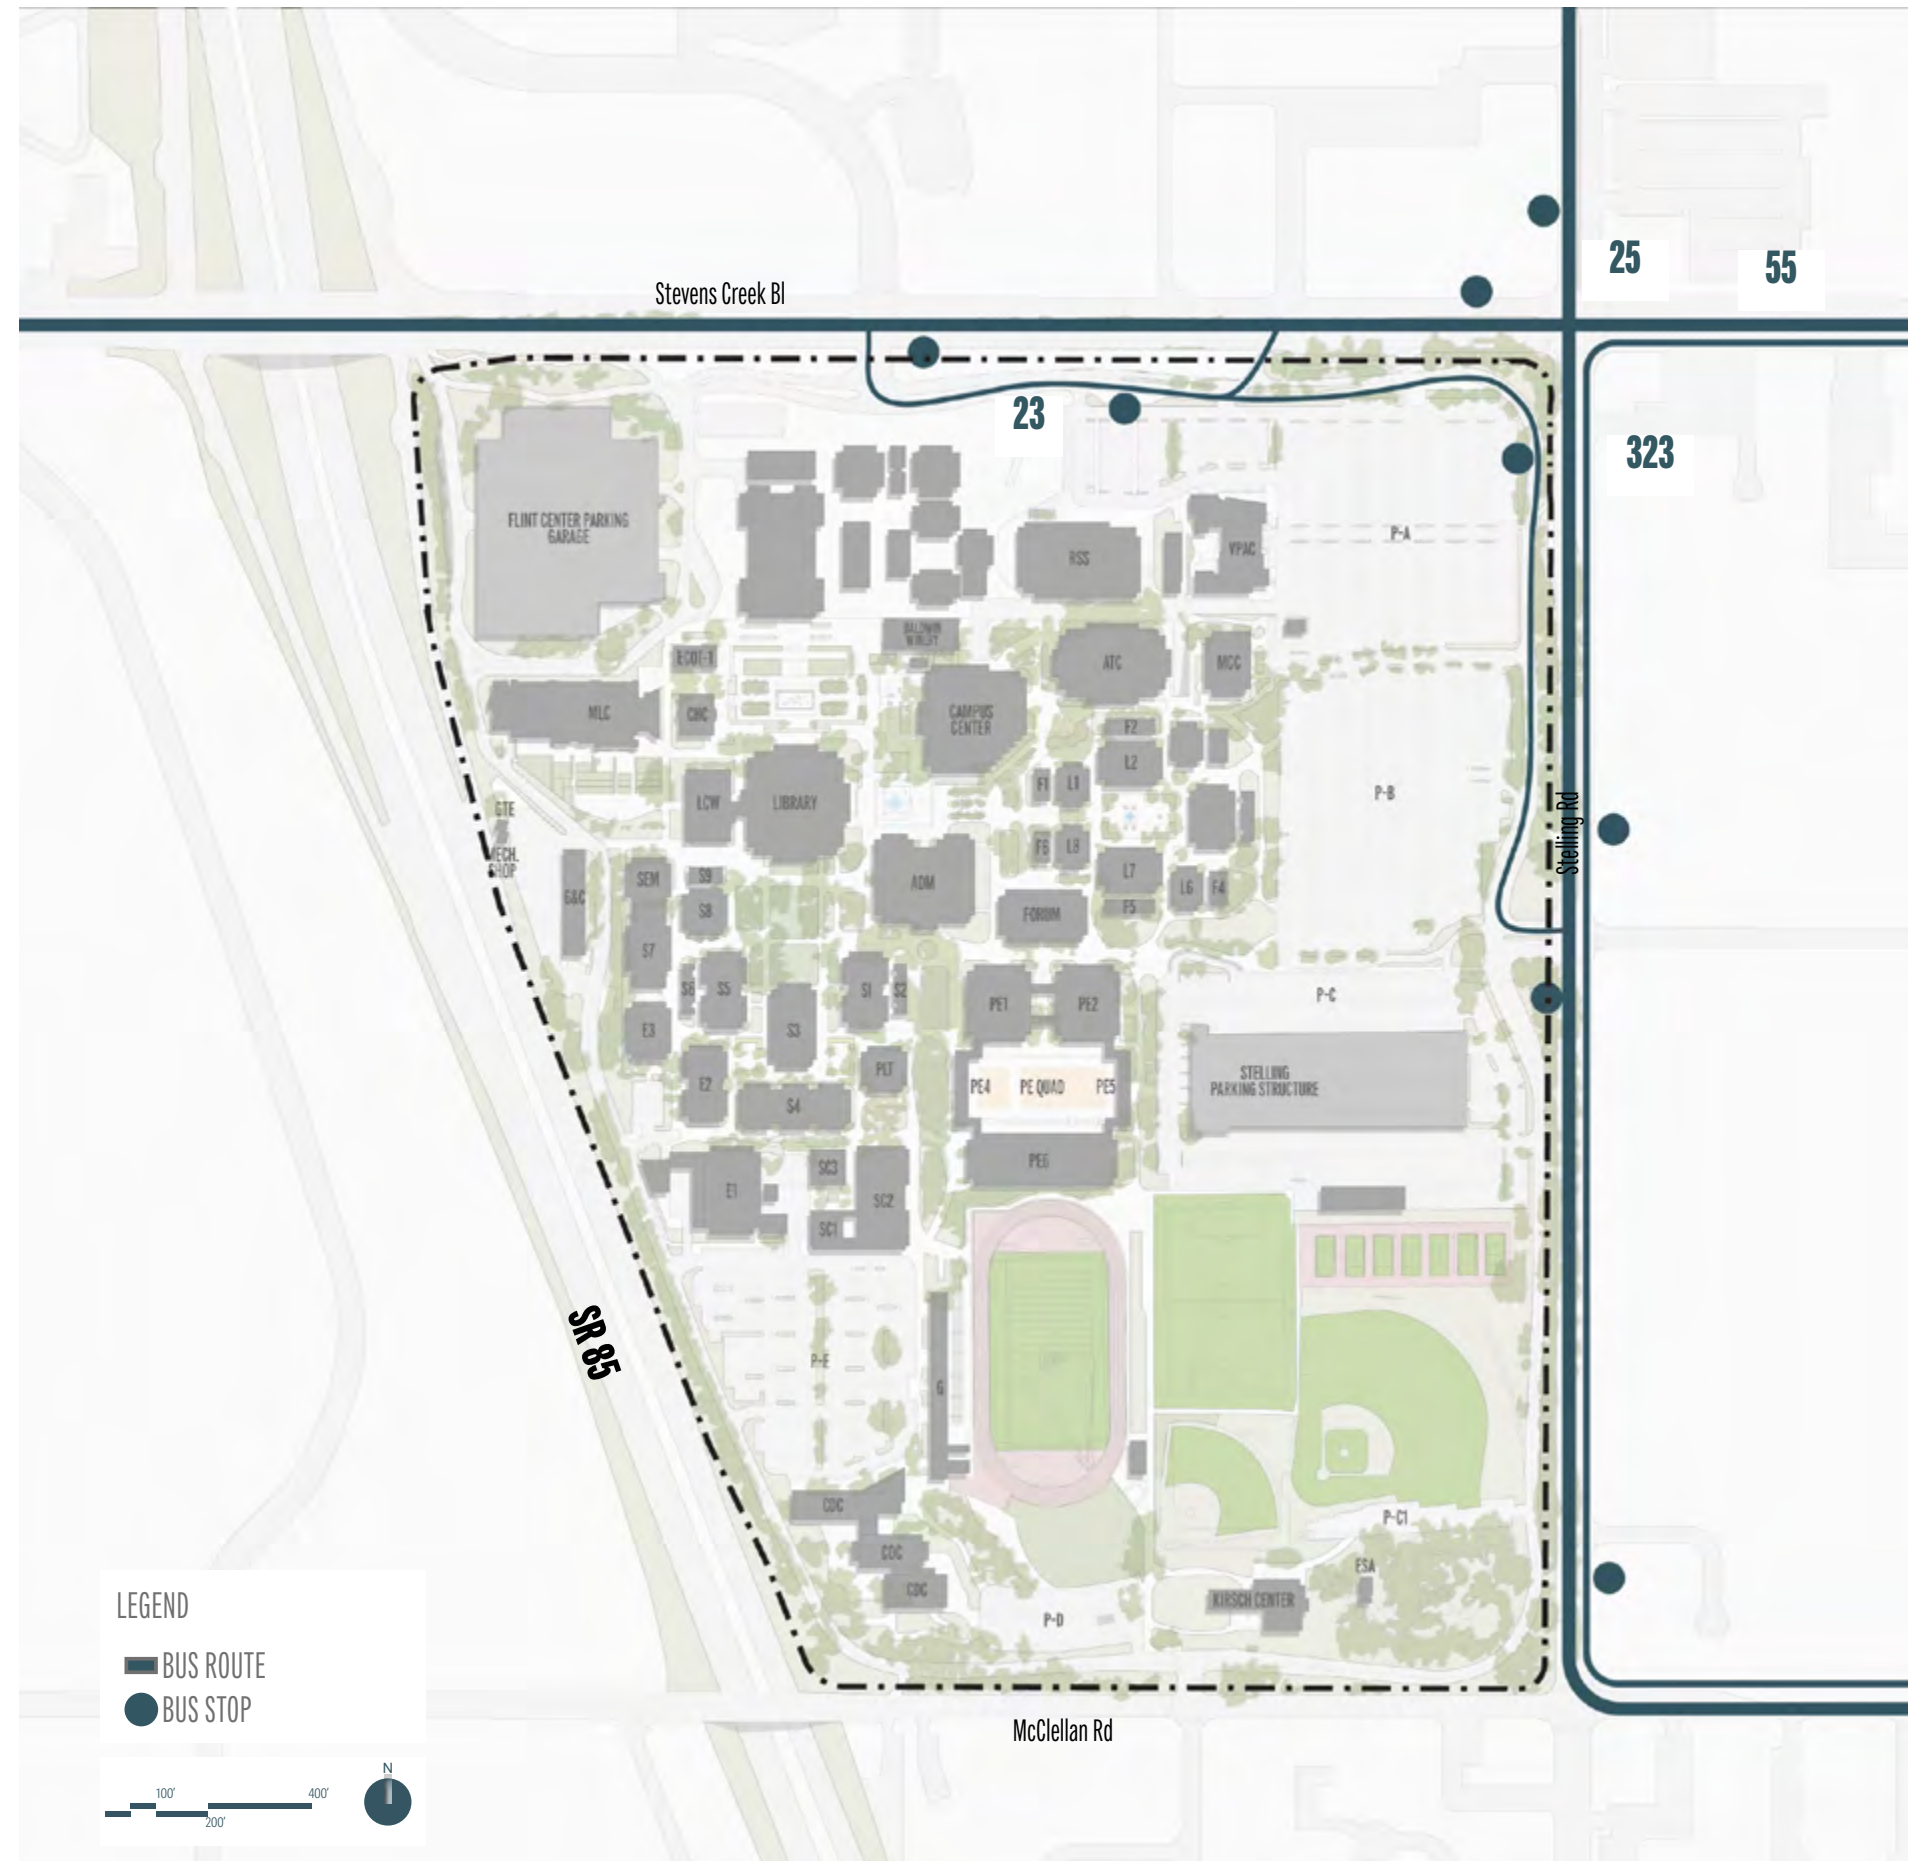 25
55
Stevens Creek Bl
23
323
FLINT CENTER PARKING
GARAGE
P-A
RSS
VPAC
BALDWIN
WINERY
ECOT-1
ATC
MCC
MLC
CHC
CAMPUS
CENTER
F2
L2
F1
L1
LCW
LIBRARY
P-B
GTE
MECH.
SHOP
Stelling Rd
F6
L8
SEM
S9
ADM
L7
L6
F4
G&C
S8
FORUM
F5
S7
S6
S5
S1
S2
PE1
PE2
P-C
E3
S3
E2
PLT
S4
PE4
PE QUAD
PE5
STELLING
PARKING STRUCTURE
PE6
SC3
E1
SC2
SC1
SR 85
P-E
G
CDC
CDC
CDC
P-C1
ESA
KIRSCH CENTER
P-D
LEGEND
BUS ROUTE
BUS STOP
McClellan Rd
N
100'
400'
200'